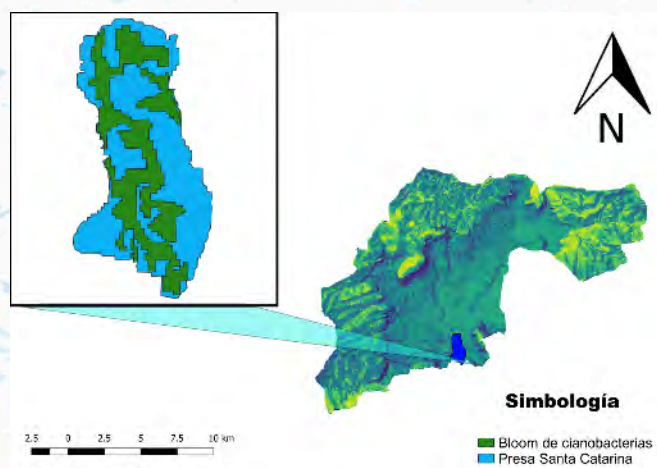 N
Simbología
2.5 0 2.5 5 7.5 10 km
Bloom de cianobacterias
Presa Santa Catarina